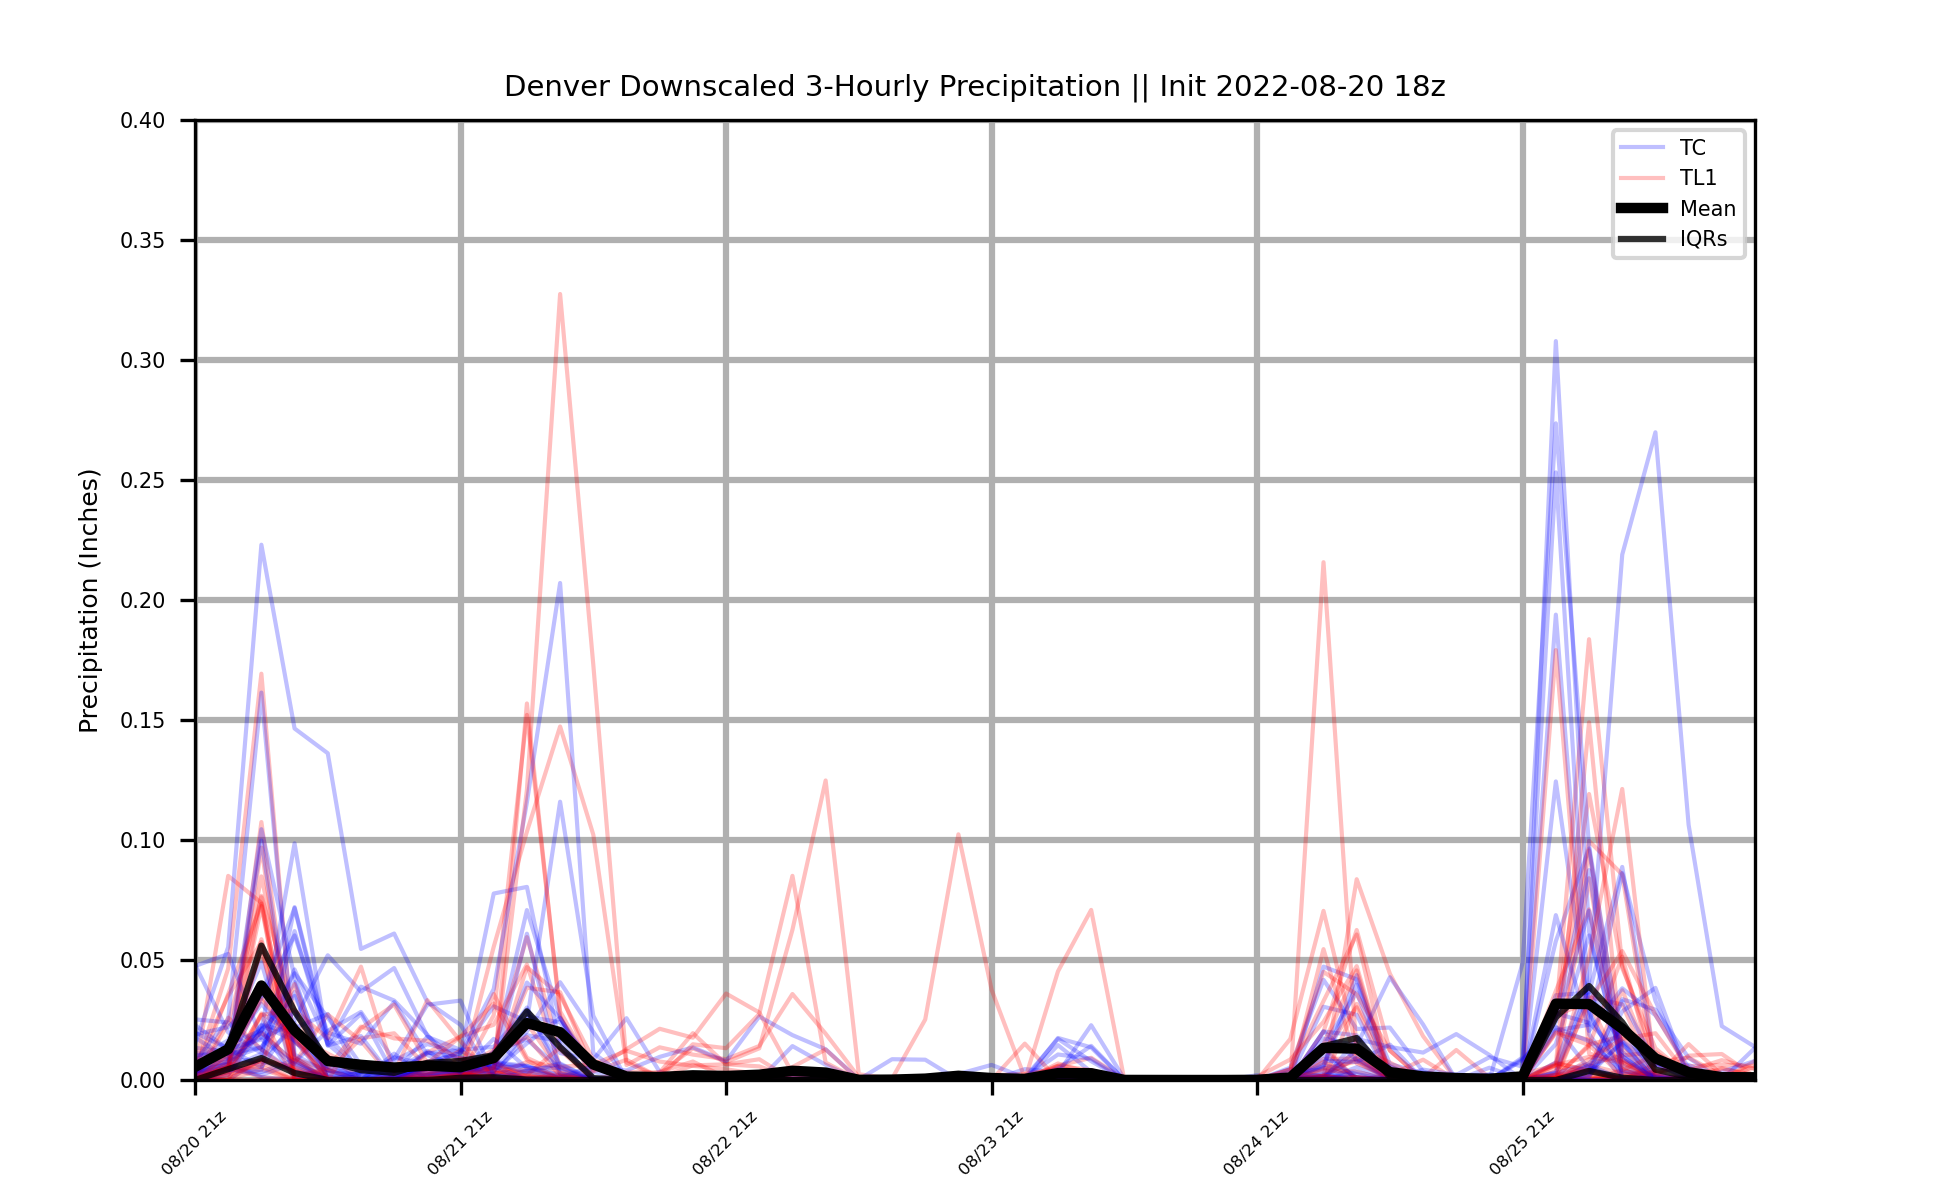 Denver Downscaled 3-Hourly Precipitation || Init 2022-08-20 18z
Precipitation (Inches)
0.40
0.35
0.30
0.25
0.20
0.15
0.10
0.05
0.00
TC
TL1
Mean
IQRs
08/20 21z
08/21 21z
08/22 21z
08/23 21z
08/24 21z
08/25 21z